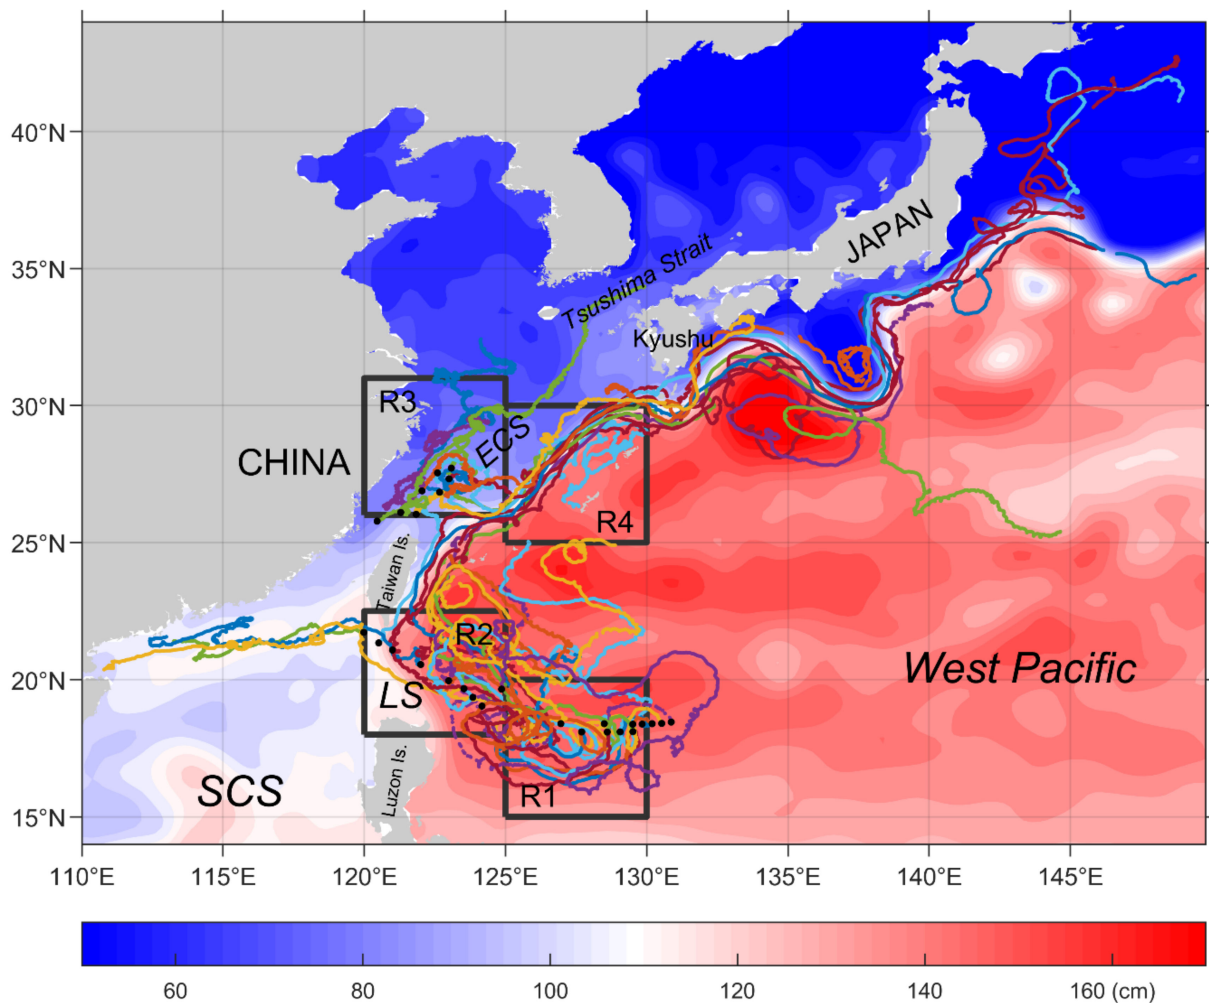 40°N
35°N
30°N
25°N
20°N
15°N
JAPAN
Tsushima Strait
Kyushu
R3
ECS
CHINA
R4
Taiwan Is.
R2
LS
West Pacific
SCS
Luzon Is.
R1
110°E 115°E 120°E 125°E 130°E 135°E 140°E 145°E
60 80 100 120 140 160 (cm)